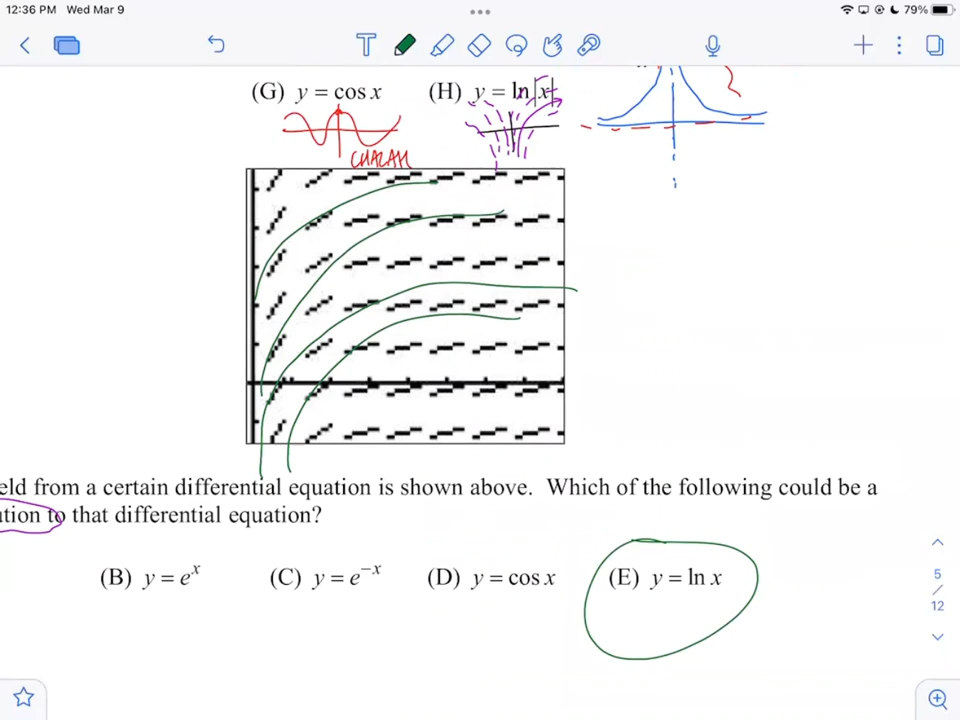 12:36 PM Wed Mar 9
79%
T
(G) y = cos x (H) y = ln|x|
eld from a certain differential equation is shown above. Which of the following could be a
ution to that differential equation?
(B) y = e^x (C) y = e^{-x} (D) y = cos x (E) y = ln x
5
/
12